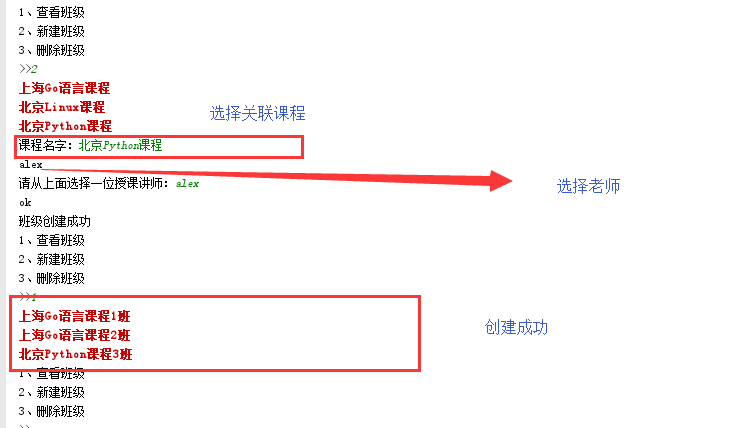 1、查看班级
2、新建班级
3、删除班级
>>2
上海Go语言课程
北京Linux课程
选择关联课程
北京Python课程
课程名字：北京Python课程
alex
请从上面选择一位授课讲师：alex
选择老师
ok
班级创建成功
1、查看班级
2、新建班级
3、删除班级
>>1
上海Go语言课程1班
上海Go语言课程2班
创建成功
北京Python课程3班
1、查看班级
2、新建班级
3、删除班级
>>